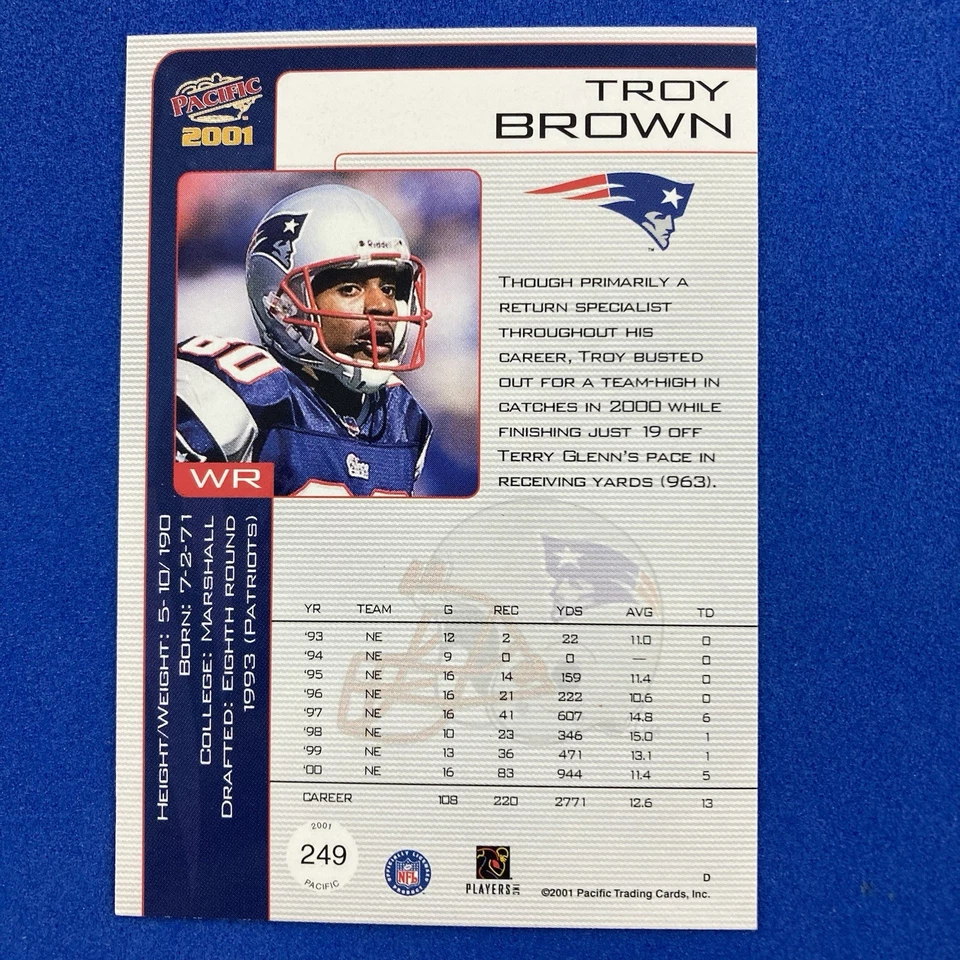 PACIFIC
2001
TROY
BROWN
Riddell
80
WR
THOUGH PRIMARILY A
RETURN SPECIALIST
THROUGHOUT HIS
CAREER, TROY BUSTED
OUT FOR A TEAM-HIGH IN
CATCHES IN 2000 WHILE
FINISHING JUST 19 OFF
TERRY GLENN'S PACE IN
RECEIVING YARDS (963).
HEIGHT/WEIGHT: 5-10/190
BORN: 7-2-71
COLLEGE: MARSHALL
DRAFTED: EIGHTH ROUND
1993 (PATRIOTS)
YR TEAM G REC YDS AVG TD
'93 NE 12 2 22 11.0 0
'94 NE 9 0 0 — 0
'95 NE 16 14 159 11.4 0
'96 NE 16 21 222 10.6 0
'97 NE 16 41 607 14.8 6
'98 NE 10 23 346 15.0 1
'99 NE 13 36 471 13.1 1
'00 NE 16 83 944 11.4 5
CAREER 108 220 2771 12.6 13
2001
249
PACIFIC
OFFICIALLY LICENSED
NFL
PRODUCT
PLAYERS INC
D
©2001 Pacific Trading Cards, Inc.